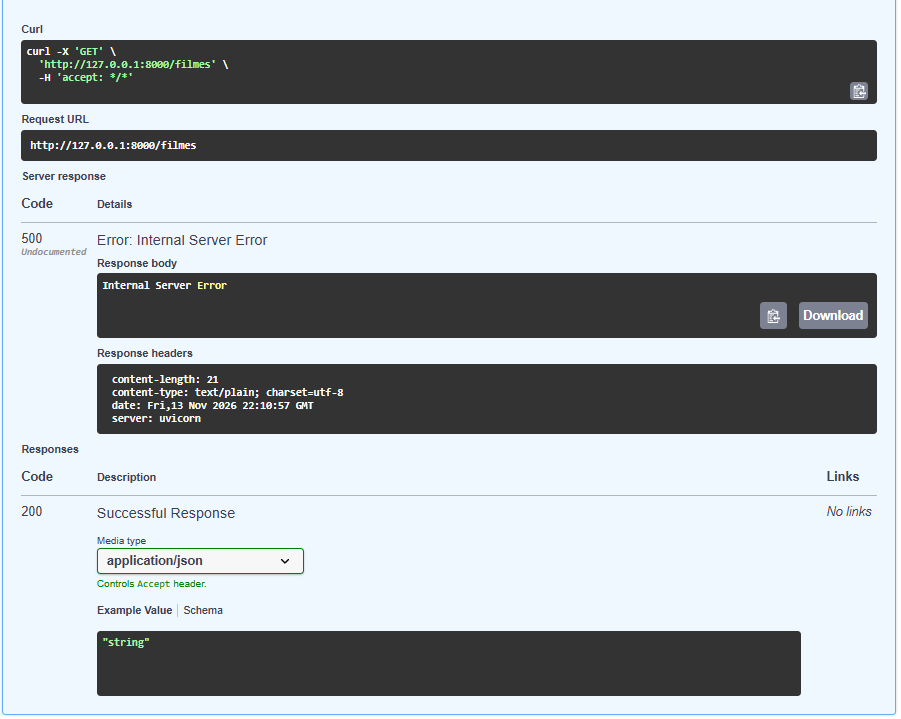 Curl
curl -X 'GET' \
'http://127.0.0.1:8000/filmes' \
-H 'accept: */*'
Request URL
http://127.0.0.1:8000/filmes
Server response
Code Details
500 Error: Internal Server Error
Undocumented
Response body
Internal Server Error
Download
Response headers
content-length: 21
content-type: text/plain; charset=utf-8
date: Fri,13 Nov 2026 22:10:57 GMT
server: uvicorn
Responses
Code Description Links
200 Successful Response No links
Media type
application/json
Controls Accept header.
Example Value Schema
"string"